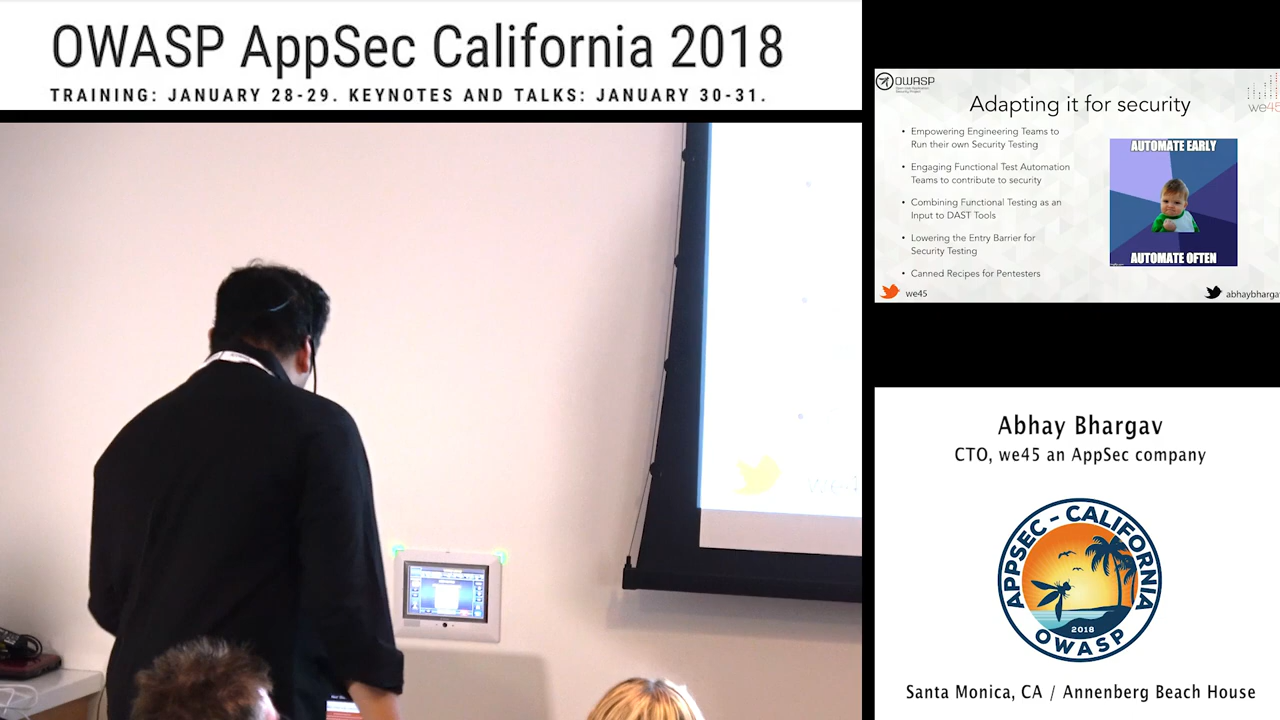 OWASP AppSec California 2018
TRAINING: JANUARY 28-29. KEYNOTES AND TALKS: JANUARY 30-31.
OWASP
Adapting it for security
we45
• Empowering Engineering Teams to
Run their own Security Testing
• Engaging Functional Test Automation
Teams to contribute to security
• Combining Functional Testing as an
Input to DAST Tools
• Lowering the Entry Barrier for
Security Testing
• Canned Recipes for Pentesters
AUTOMATE EARLY
AUTOMATE OFTEN
we45
abhaybharga
Abhay Bhargav
CTO, we45 an AppSec company
APPSEC - CALIFORNIA
2018
OWASP
Santa Monica, CA / Annenberg Beach House